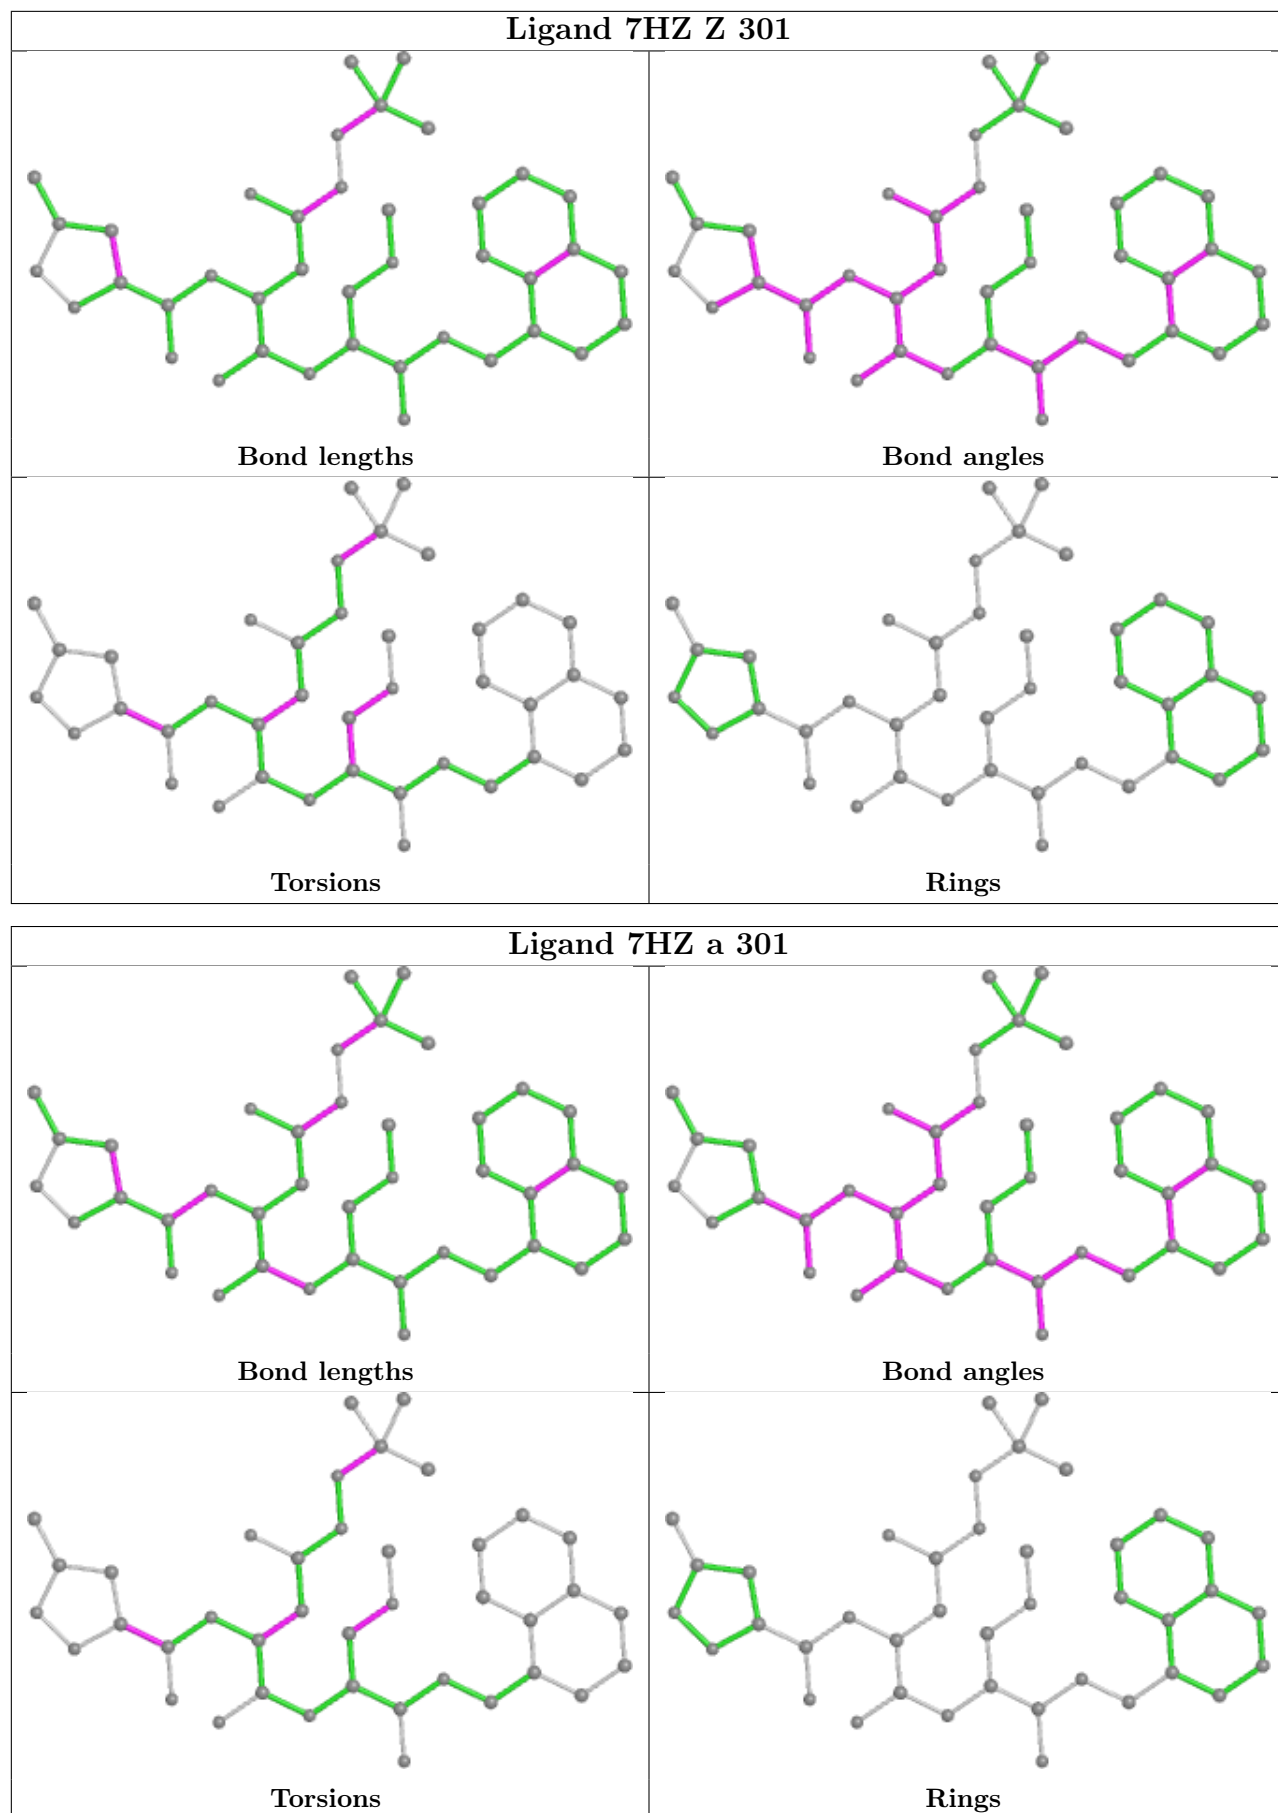 Ligand 7HZ Z 301
Bond lengths
Bond angles
Torsions
Rings
Ligand 7HZ a 301
Bond lengths
Bond angles
Torsions
Rings